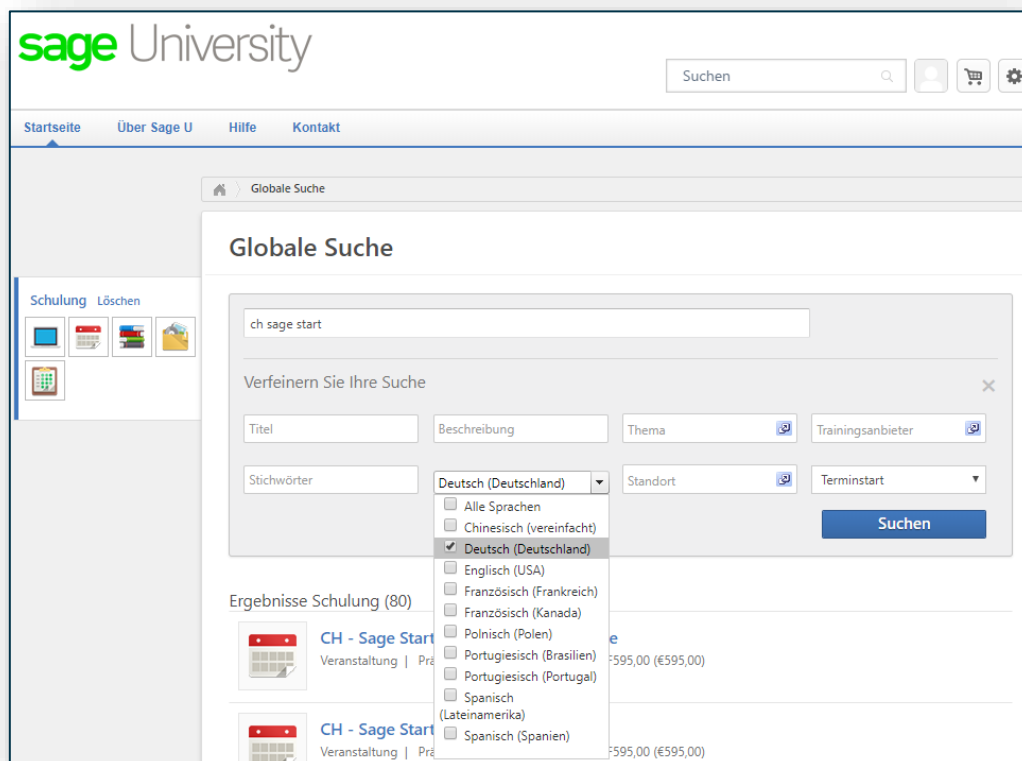 sage University
Suchen
Startseite Über Sage U Hilfe Kontakt
Globale Suche
Globale Suche
Schulung Löschen
ch sage start
Verfeinern Sie Ihre Suche
Titel Beschreibung Thema Trainingsanbieter
Stichwörter Deutsch (Deutschland) Standort Terminstart
Alle Sprachen
Chinesisch (vereinfacht)
Deutsch (Deutschland)
Englisch (USA)
Französisch (Frankreich)
Französisch (Kanada)
Polnisch (Polen)
Portugiesisch (Brasilien)
Portugiesisch (Portugal)
Spanisch
(Lateinamerika)
Spanisch (Spanien)
Suchen
Ergebnisse Schulung (80)
CH - Sage Start
Veranstaltung | 595,00 (€595,00)
CH - Sage Start
Veranstaltung | 595,00 (€595,00)